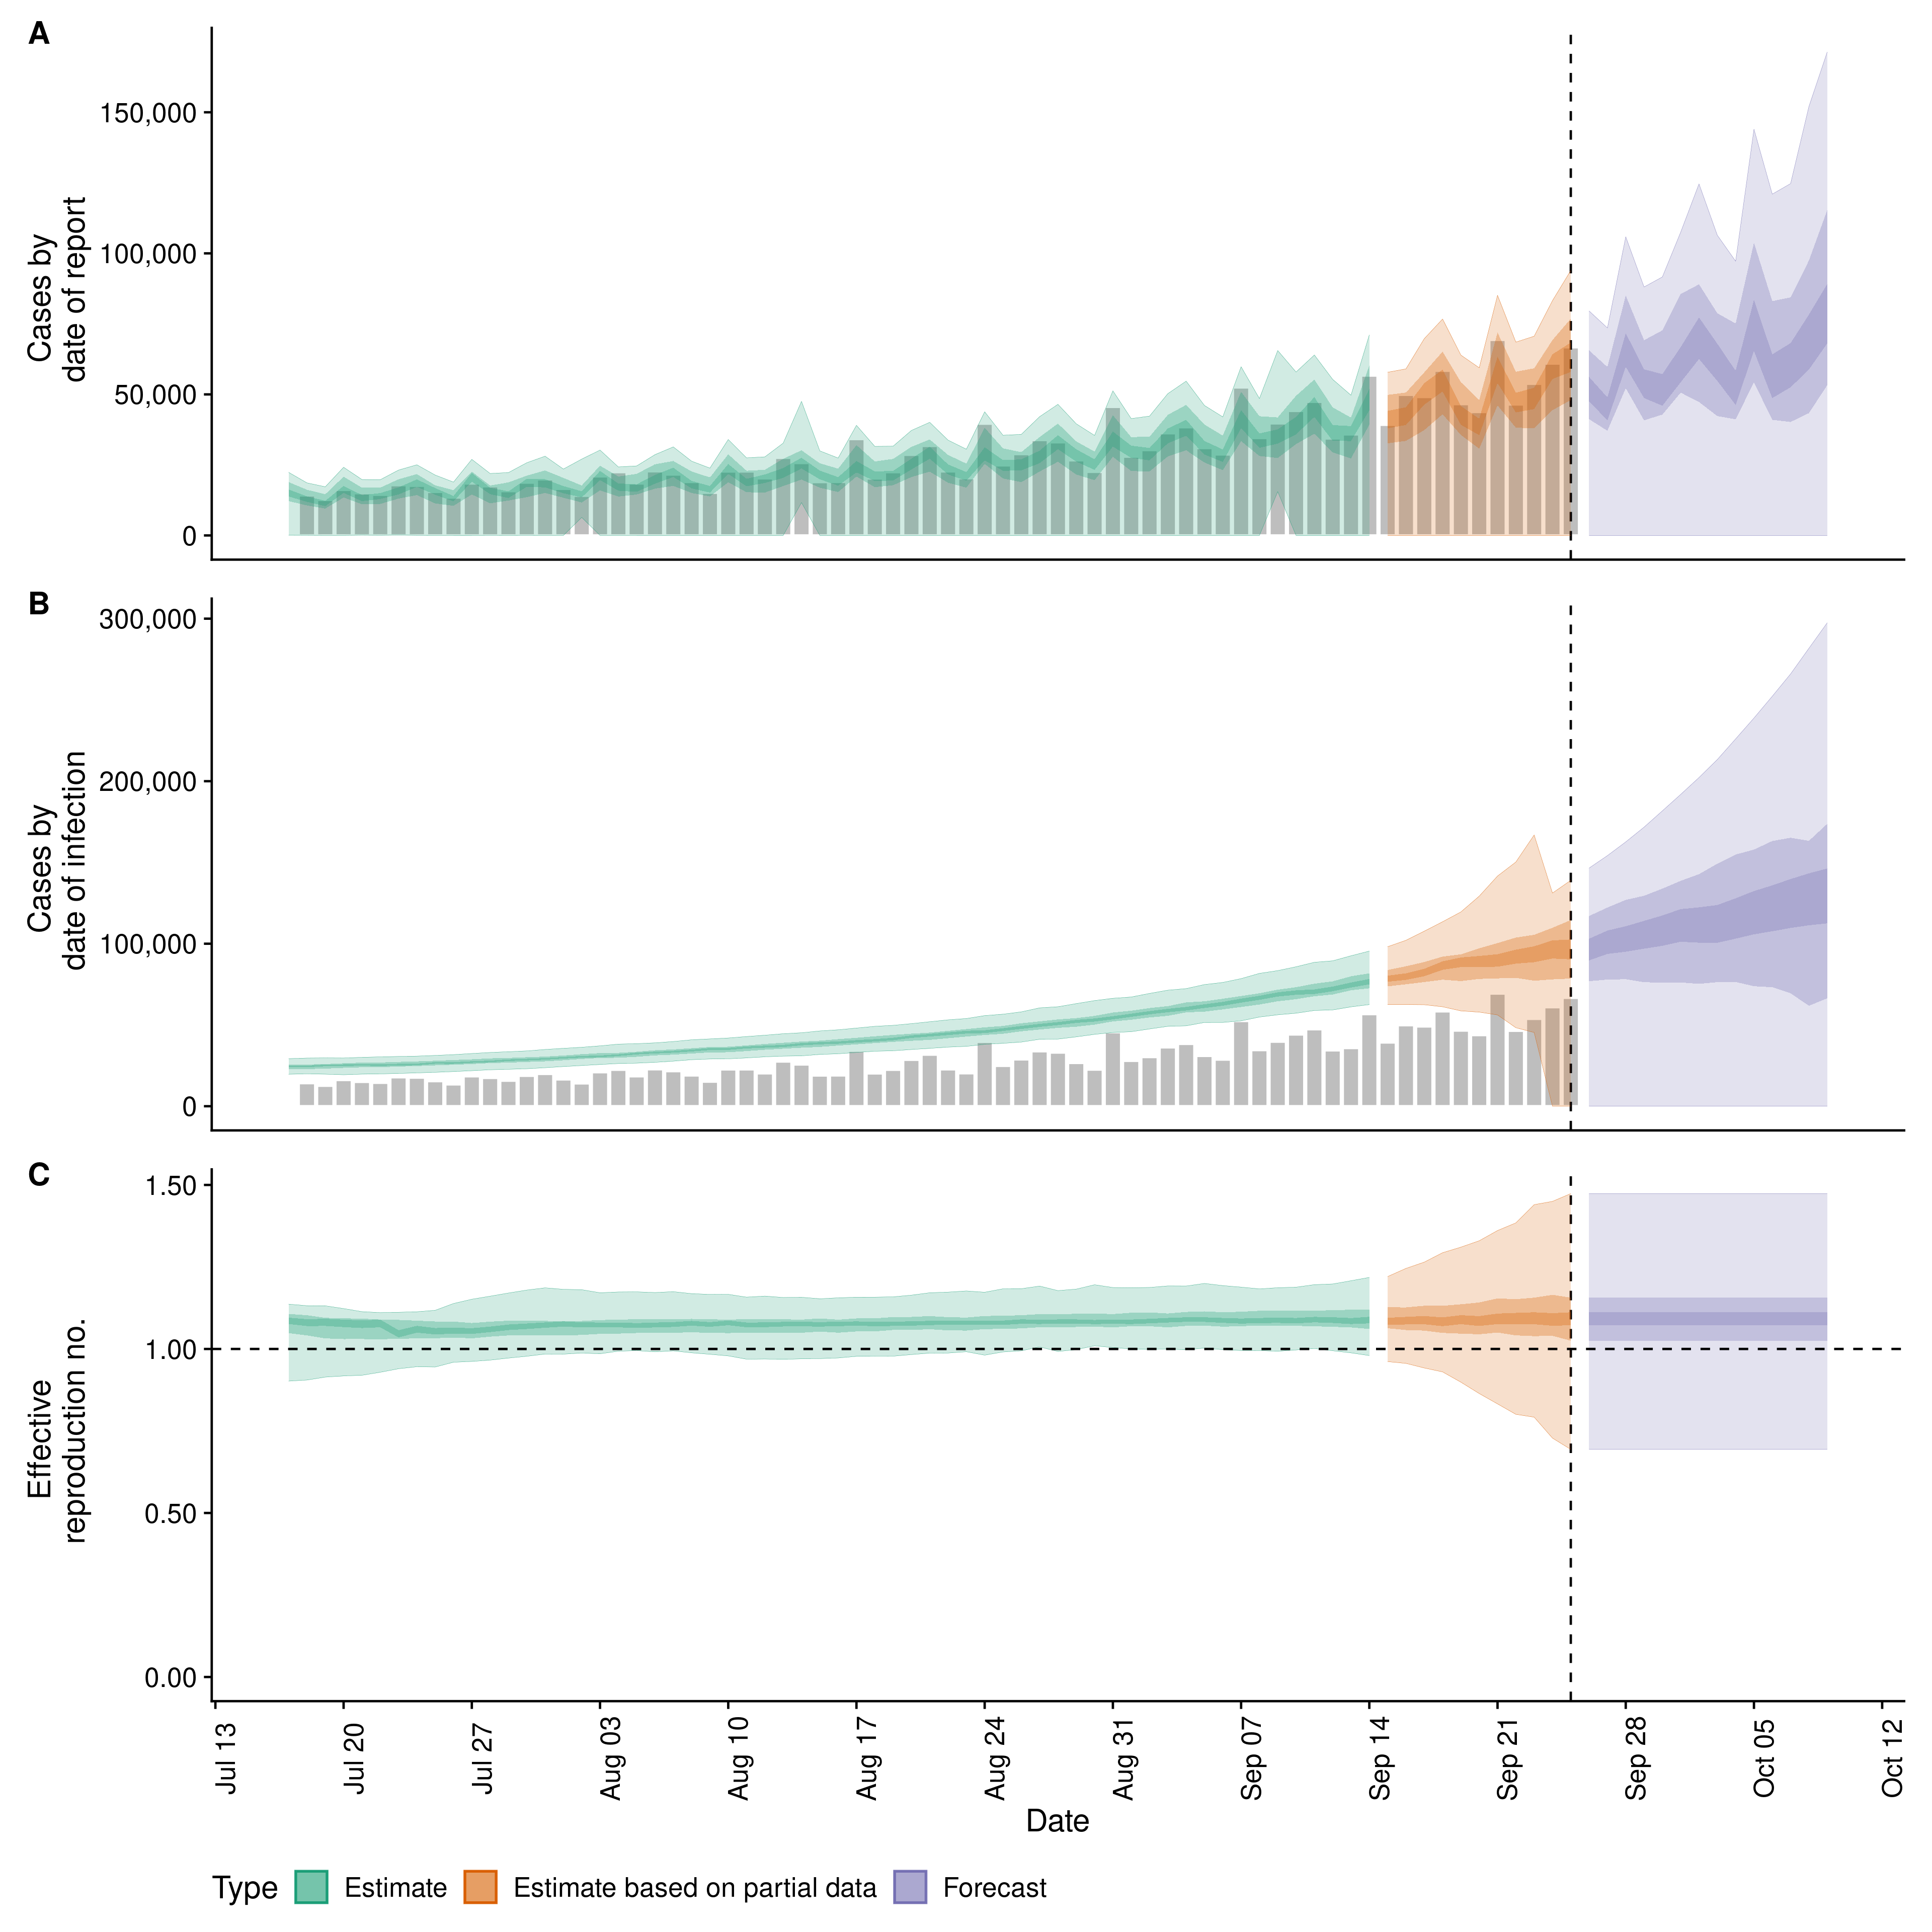 A
Cases by
date of report
150,000
100,000
50,000
0
B
Cases by
date of infection
300,000
200,000
100,000
0
C
Effective
reproduction no.
1.50
1.00
0.50
0.00
Jul 13
Jul 20
Jul 27
Aug 03
Aug 10
Aug 17
Aug 24
Aug 31
Sep 07
Sep 14
Sep 21
Sep 28
Oct 05
Oct 12
Date
Type Estimate Estimate based on partial data Forecast